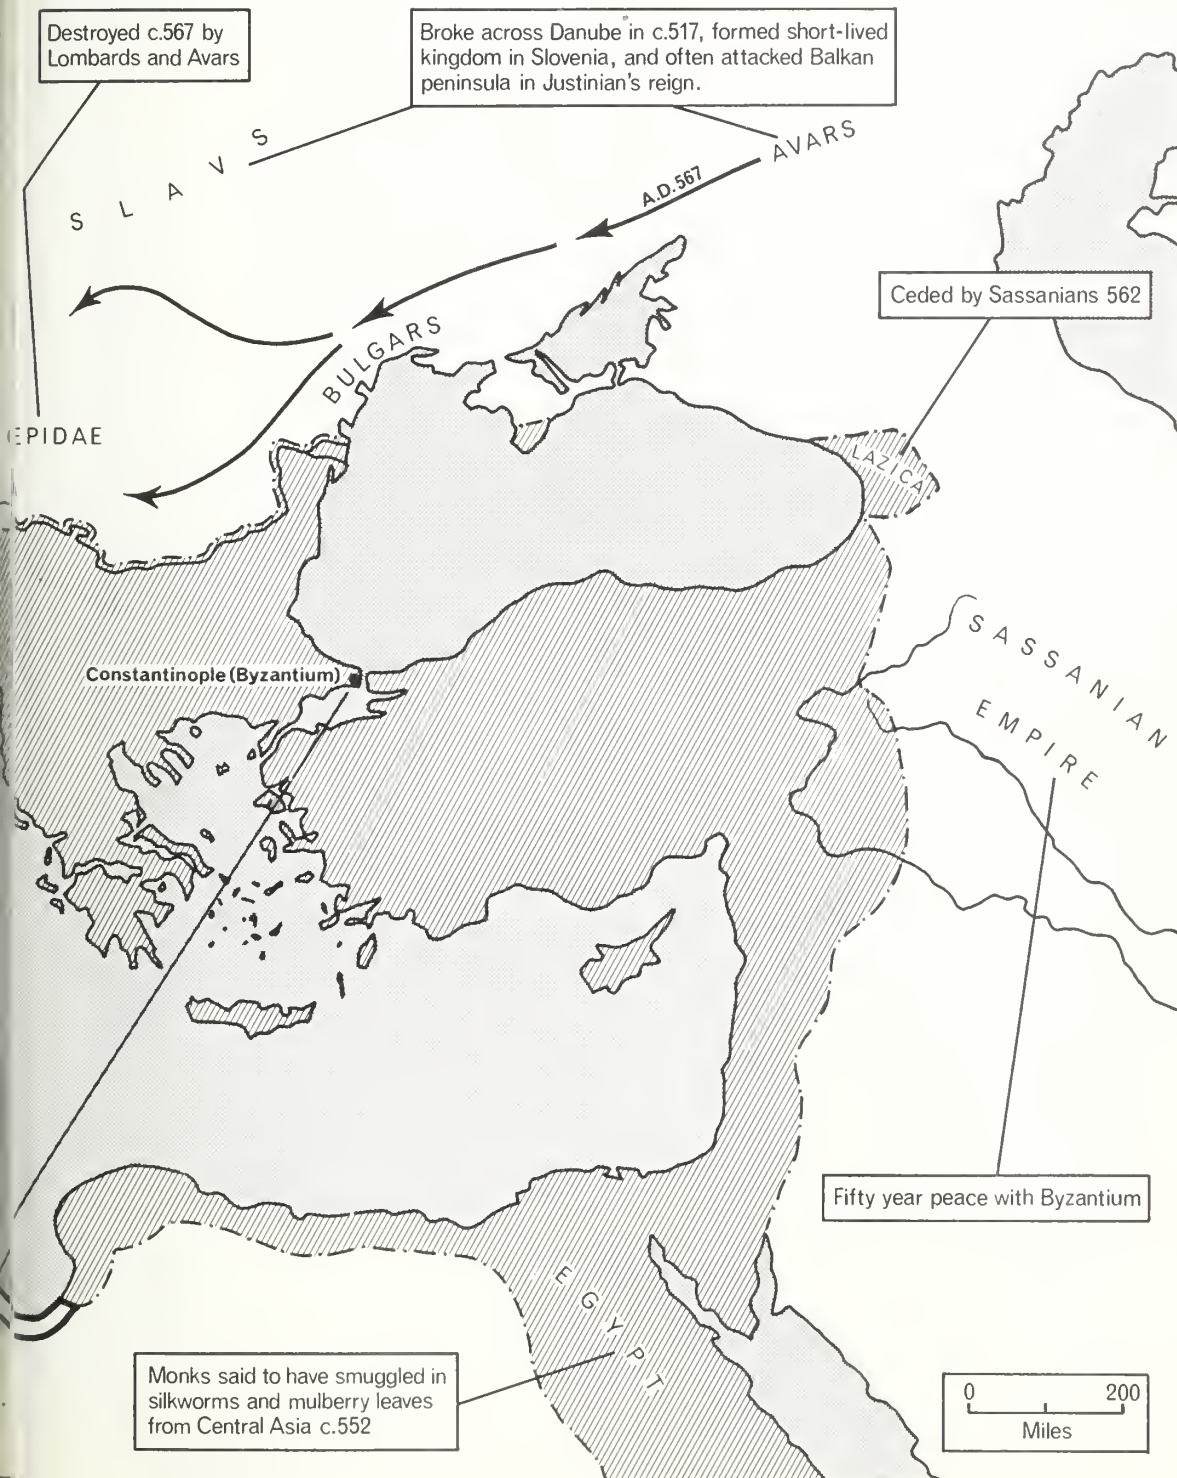 Destroyed c.567 by
Lombards and Avars
Broke across Danube in c.517, formed short-lived
kingdom in Slovenia, and often attacked Balkan
peninsula in Justinian's reign.
SLAVS
AVARS
A.D.567
BULGARS
Ceded by Sassanians 562
EPIDAE
LAZICA
SASSANIAN
EMPIRE
Constantinople (Byzantium)
Fifty year peace with Byzantium
EGYPT
Monks said to have smuggled in
silkworms and mulberry leaves
from Central Asia c.552
0 200
Miles